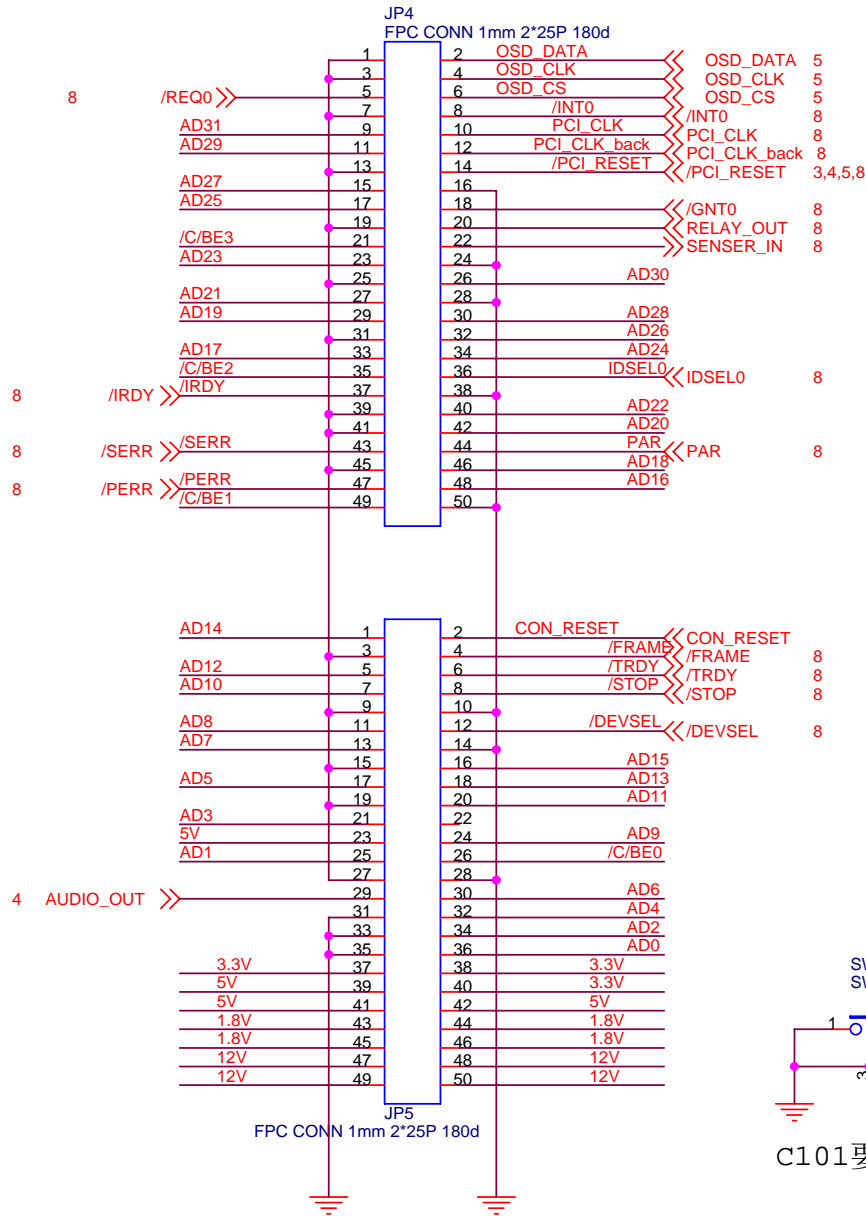 JP4
FPC CONN 1mm 2*25P 180d
1 2 OSD_DATA OSD_DATA 5
3 4 OSD_CLK OSD_CLK 5
8 /REQ0 5 6 OSD_CS OSD_CS 5
7 8 /INT0 /INT0 8
AD31 9 10 PCI_CLK PCI_CLK 8
AD29 11 12 PCI_CLK_back PCI_CLK_back 8
13 14 /PCI_RESET /PCI_RESET 3,4,5,8
AD27 15 16
AD25 17 18 /GNT0 8
19 20 RELAY_OUT 8
/C/BE3 21 22 SENSER_IN 8
AD23 23 24
25 26 AD30
AD21 27 28
AD19 29 30 AD28
31 32 AD26
AD17 33 34 AD24
/C/BE2 35 36 IDSEL0 IDSEL0 8
8 /IRDY /IRDY 37 38
39 40 AD22
41 42 AD20
8 /SERR /SERR 43 44 PAR PAR 8
45 46 AD18
8 /PERR /PERR 47 48 AD16
/C/BE1 49 50
AD14 1 2 CON_RESET CON_RESET
3 4 /FRAME /FRAME 8
AD12 5 6 /TRDY /TRDY 8
AD10 7 8 /STOP /STOP 8
9 10
AD8 11 12 /DEVSEL /DEVSEL 8
AD7 13 14
15 16 AD15
AD5 17 18 AD13
19 20 AD11
AD3 21 22
5V 23 24 AD9
AD1 25 26 /C/BE0
27 28
4 AUDIO_OUT 29 30 AD6
31 32 AD4
33 34 AD2
35 36 AD0
3.3V 37 38 3.3V
5V 39 40 3.3V
5V 41 42 5V
1.8V 43 44 1.8V
1.8V 45 46 1.8V
12V 47 48 12V
12V 49 50 12V
JP5
FPC CONN 1mm 2*25P 180d
1
3
C101